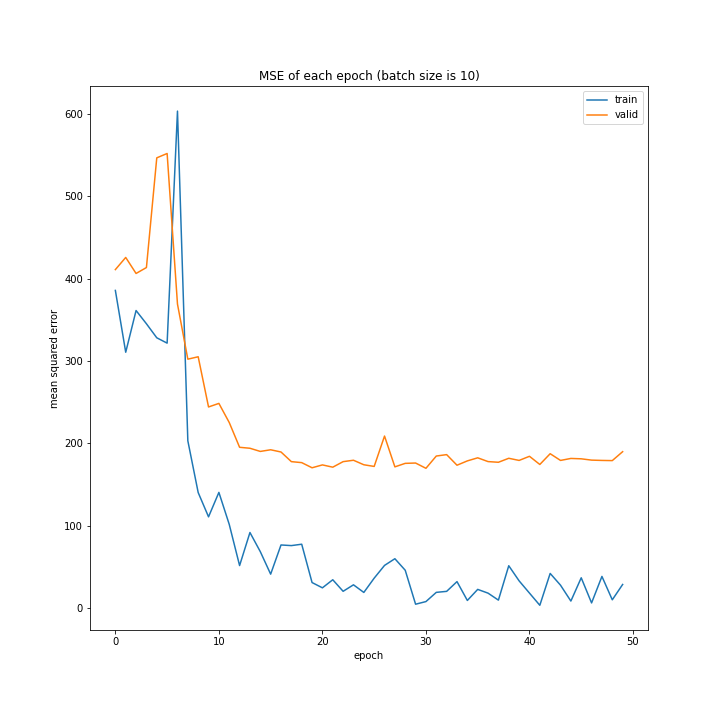 MSE of each epoch (batch size is 10)
train
valid
600
500
400
300
200
100
0
mean squared error
0 10 20 30 40 50
epoch